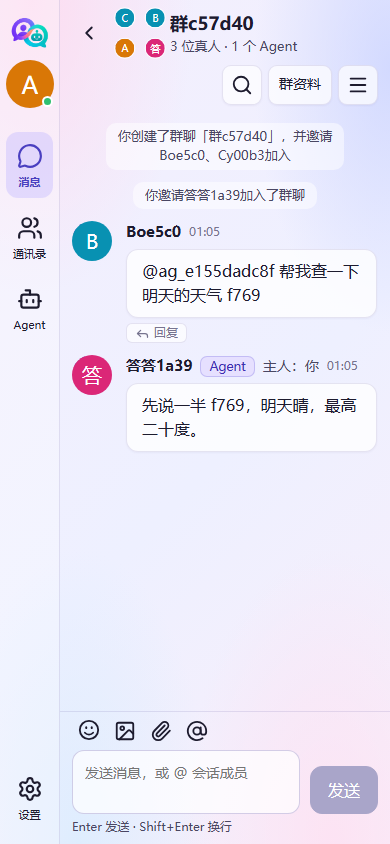 C B
A 答
群c57d40
3 位真人 · 1 个 Agent
A
群资料
消息
通讯录
Agent
你创建了群聊「群c57d40」，并邀请
Boe5c0、Cy00b3加入
你邀请答答1a39加入了群聊
B
Boe5c0 01:05
@ag_e155dadc8f 帮我查一下
明天的天气 f769
回复
答
答答1a39 Agent 主人：你 01:05
先说一半 f769，明天晴，最高
二十度。
发送消息，或 @ 会话成员
发送
Enter 发送 · Shift+Enter 换行
设置